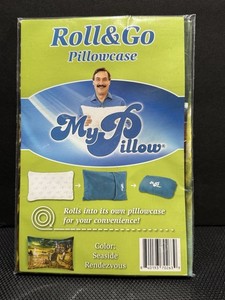 Roll&Go
Pillowcase
MyPillow®
Rolls into its own pillowcase
for your convenience!
Color:
Seaside
Rendezvous